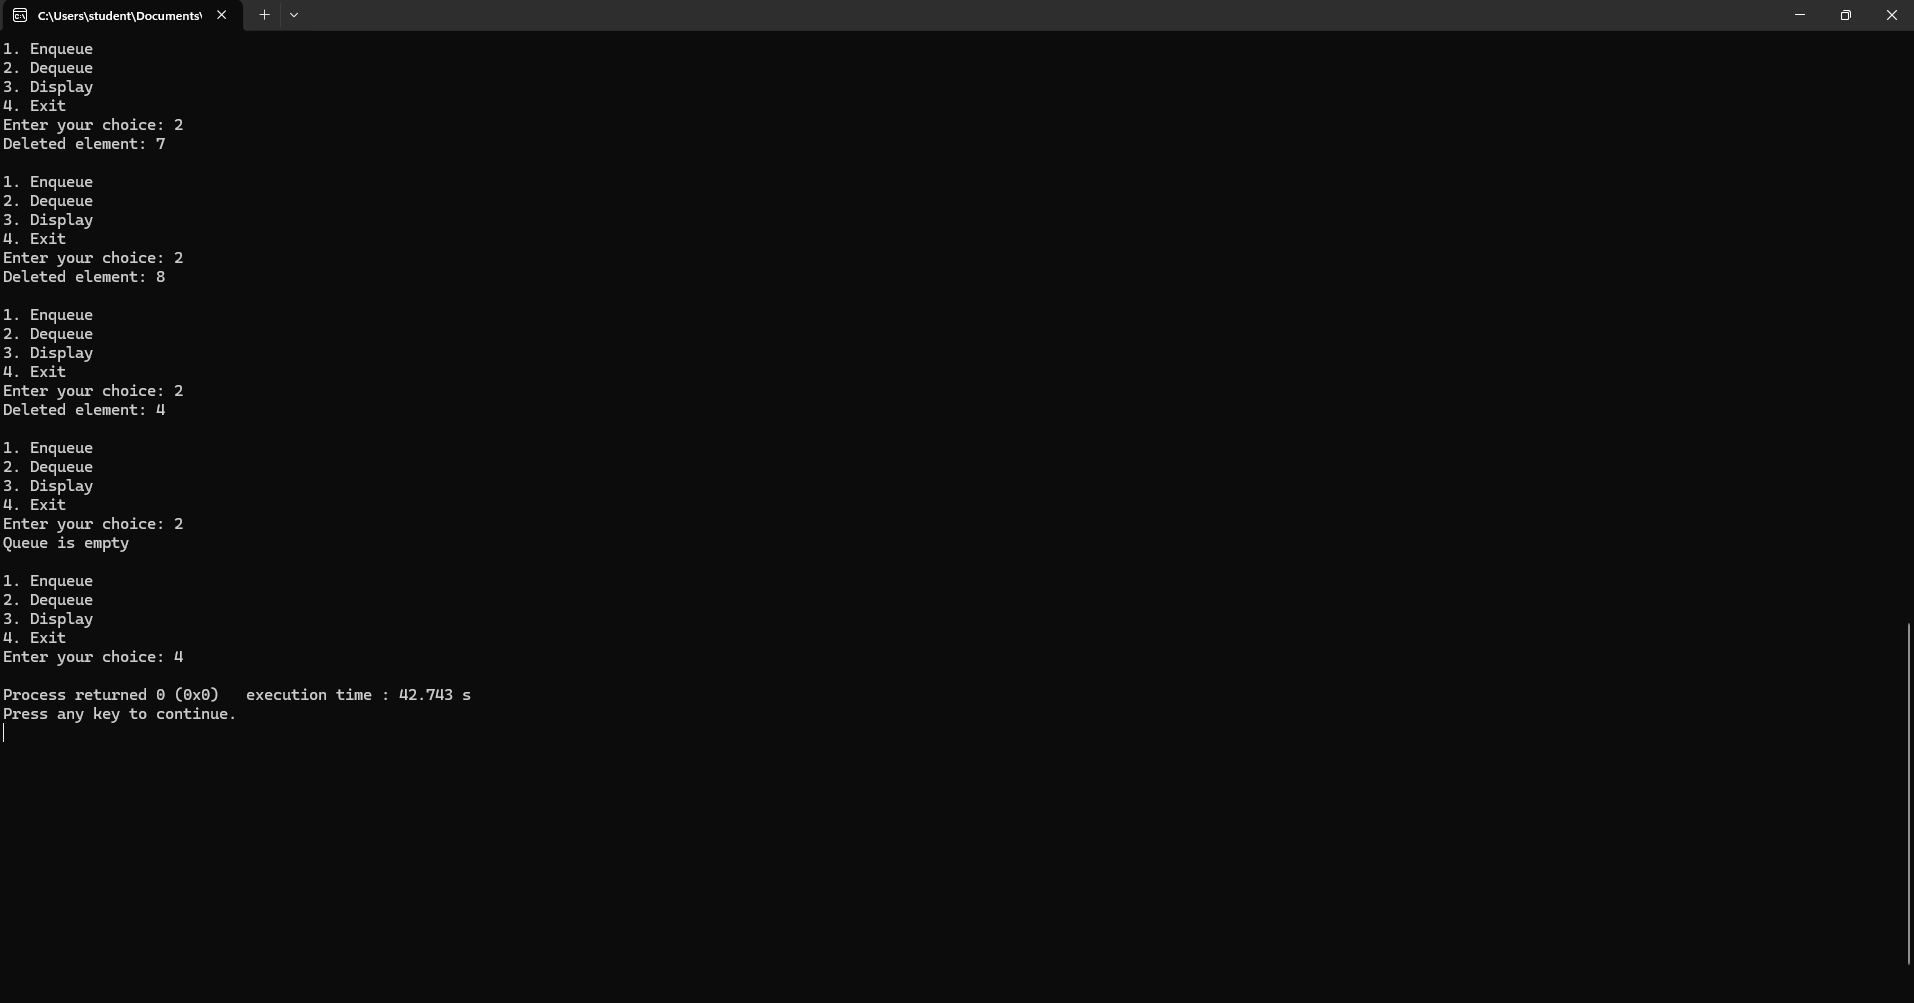 C:\Users\student\Documents\
1. Enqueue
2. Dequeue
3. Display
4. Exit
Enter your choice: 2
Deleted element: 7

1. Enqueue
2. Dequeue
3. Display
4. Exit
Enter your choice: 2
Deleted element: 8

1. Enqueue
2. Dequeue
3. Display
4. Exit
Enter your choice: 2
Deleted element: 4

1. Enqueue
2. Dequeue
3. Display
4. Exit
Enter your choice: 2
Queue is empty

1. Enqueue
2. Dequeue
3. Display
4. Exit
Enter your choice: 4

Process returned 0 (0x0)   execution time : 42.743 s
Press any key to continue.